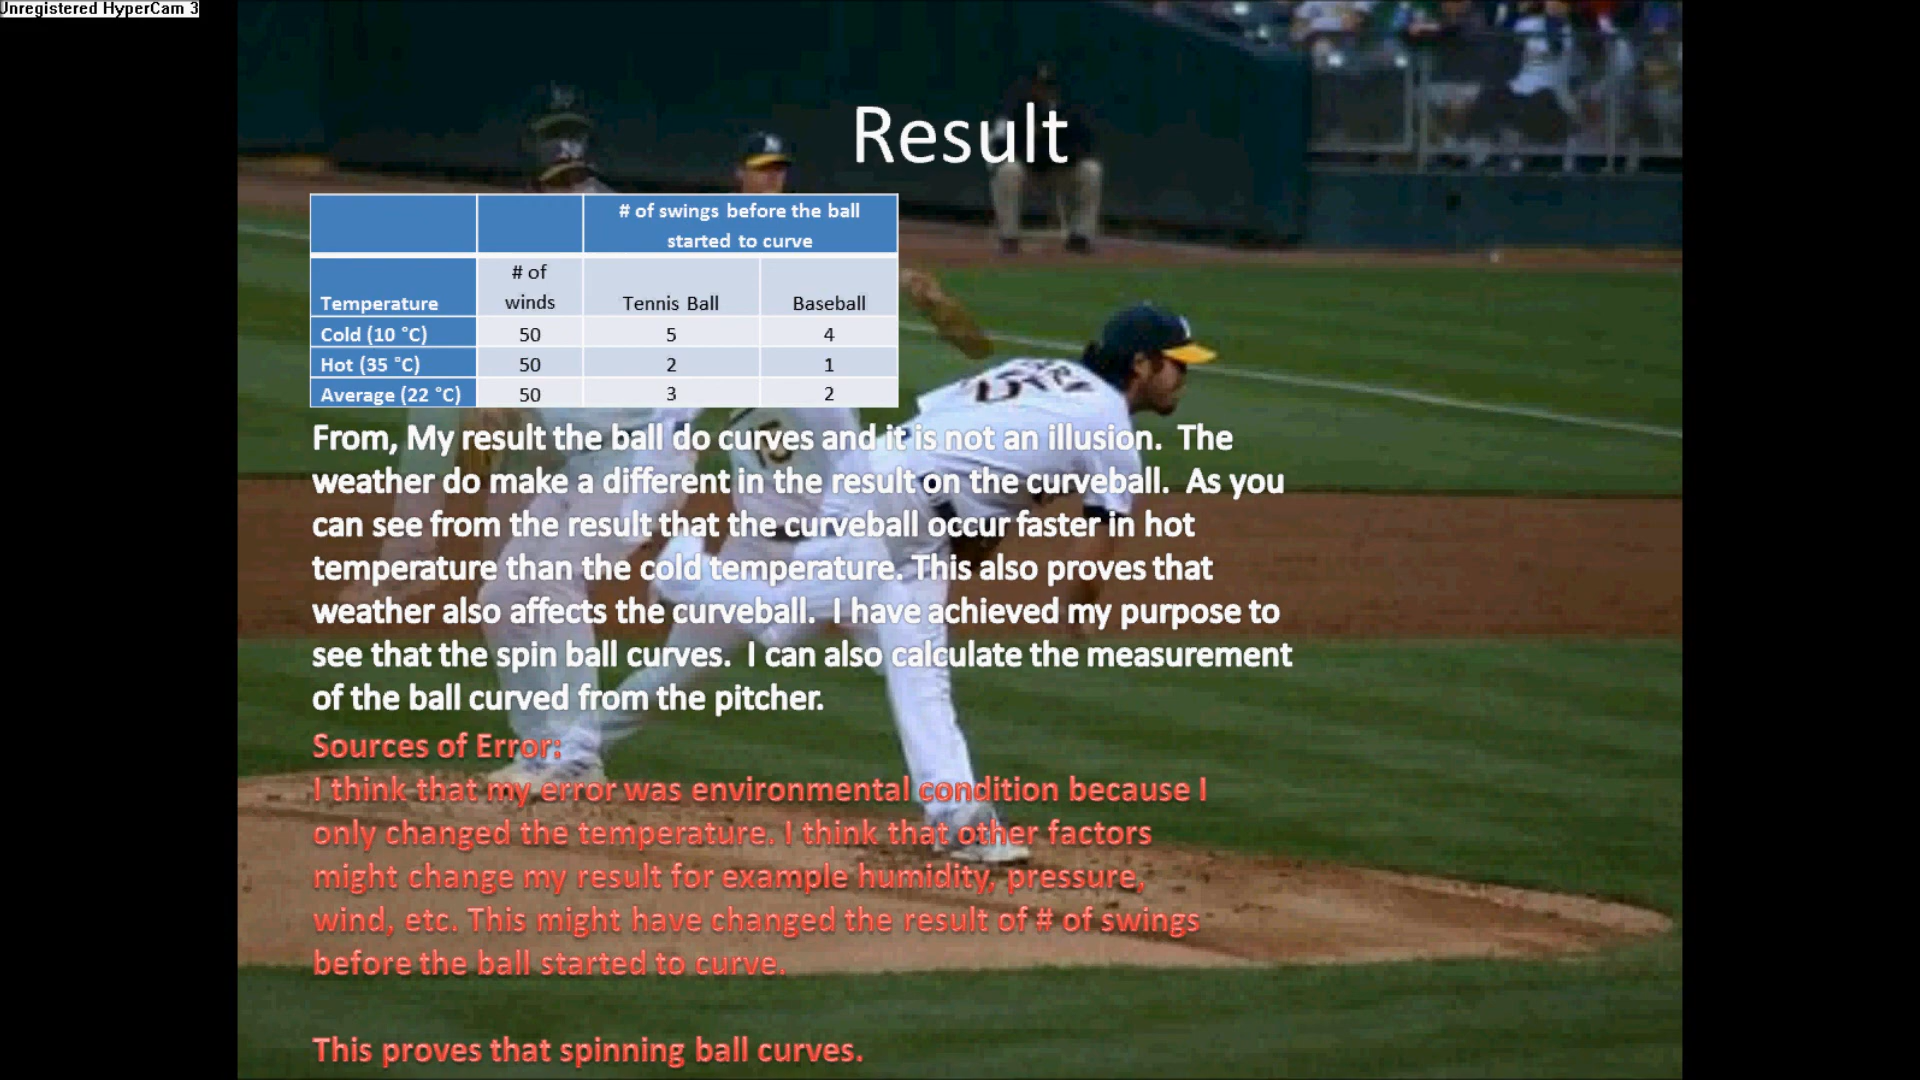 Unregistered HyperCam 3
Result
# of swings before the ball
started to curve
Temperature # of winds Tennis Ball Baseball
Cold (10 °C) 50 5 4
Hot (35 °C) 50 2 1
Average (22 °C) 50 3 2
From, My result the ball do curves and it is not an illusion. The
weather do make a different in the result on the curveball. As you
can see from the result that the curveball occur faster in hot
temperature than the cold temperature. This also proves that
weather also affects the curveball. I have achieved my purpose to
see that the spin ball curves. I can also calculate the measurement
of the ball curved from the pitcher.
Sources of Error:
I think that my error was environmental condition because I
only changed the temperature. I think that other factors
might change my result for example humidity, pressure,
wind, etc. This might have changed the result of # of swings
before the ball started to curve.
This proves that spinning ball curves.